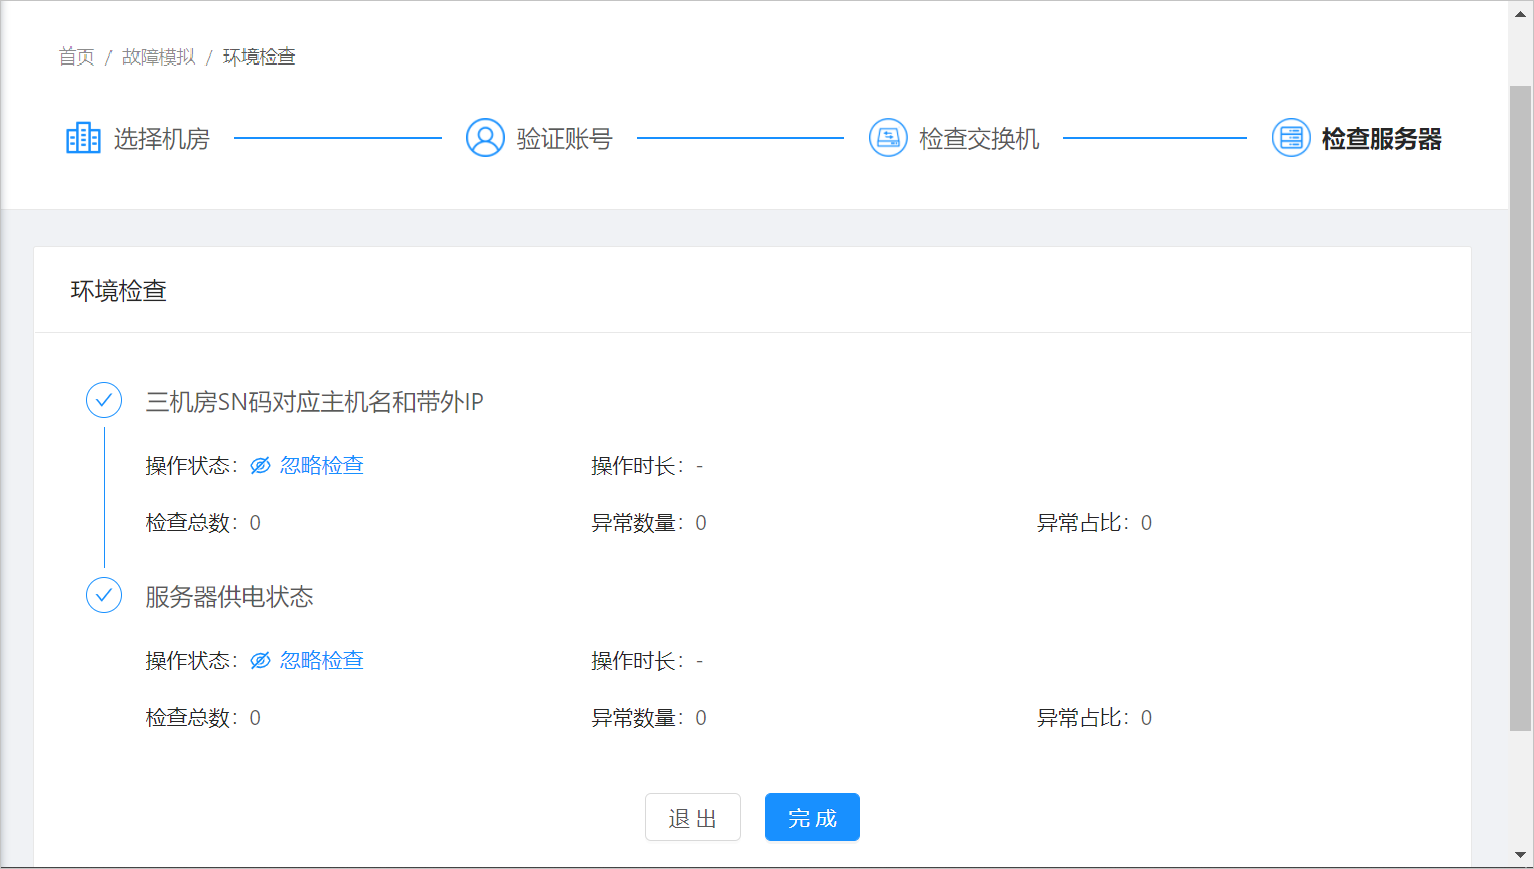 首页 / 故障模拟 / 环境检查
选择机房 验证账号 检查交换机 检查服务器
环境检查
三机房SN码对应主机名和带外IP
操作状态： 忽略检查 操作时长： -
检查总数： 0 异常数量： 0 异常占比： 0
服务器供电状态
操作状态： 忽略检查 操作时长： -
检查总数： 0 异常数量： 0 异常占比： 0
退 出 完 成